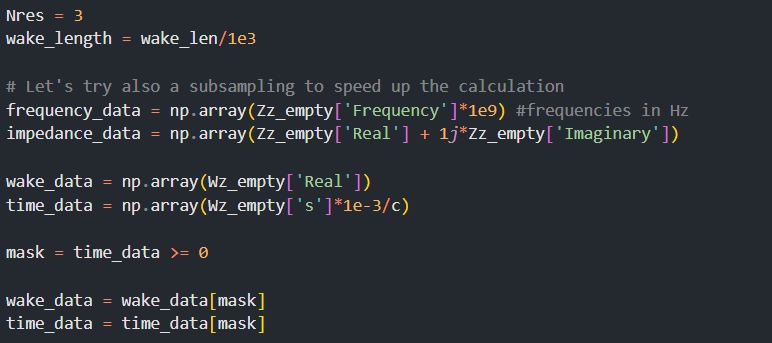 Nres = 3
wake_length = wake_len/1e3
# Let's try also a subsampling to speed up the calculation
frequency_data = np.array(Zz_empty['Frequency']*1e9) #frequencies in Hz
impedance_data = np.array(Zz_empty['Real'] + 1j*Zz_empty['Imaginary'])
wake_data = np.array(Wz_empty['Real'])
time_data = np.array(Wz_empty['s']*1e-3/c)
mask = time_data >= 0
wake_data = wake_data[mask]
time_data = time_data[mask]